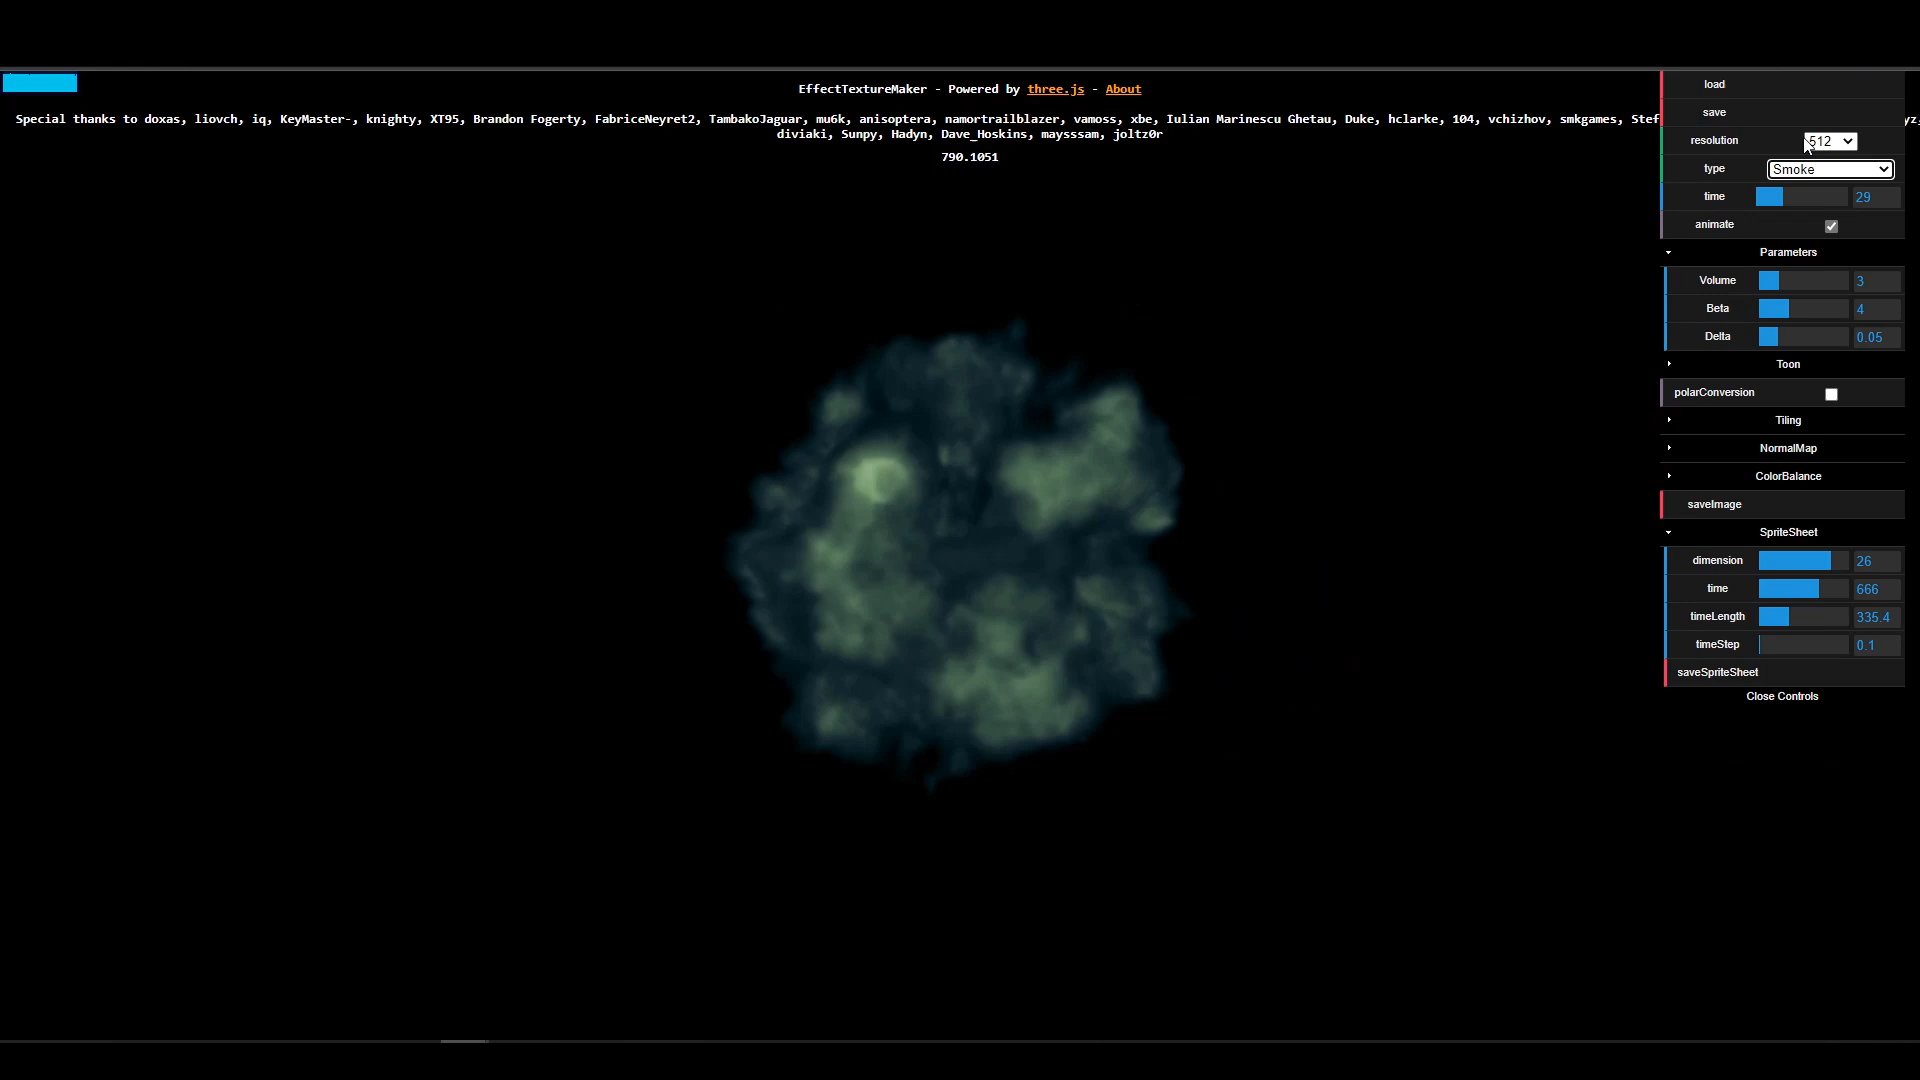 EffectTextureMaker - Powered by three.js - About
Special thanks to doxas, liovch, iq, KeyMaster-, knighty, XT95, Brandon Fogerty, FabriceNeyret2, TambakoJaguar, mu6k, anisoptera, namortrailblazer, vamoss, xbe, Iulian Marinescu Ghetau, Duke, hclarke, 104, vchizhov, smkgames, Stef
yz,
diviaki, Sunpy, Hadyn, Dave_Hoskins, maysssam, joltz0r
790.1051
load
save
resolution 512
type Smoke
time 29
animate
Parameters
Volume 3
Beta 4
Delta 0.05
Toon
polarConversion
Tiling
NormalMap
ColorBalance
saveImage
SpriteSheet
dimension 26
time 666
timeLength 335.4
timeStep 0.1
saveSpriteSheet
Close Controls